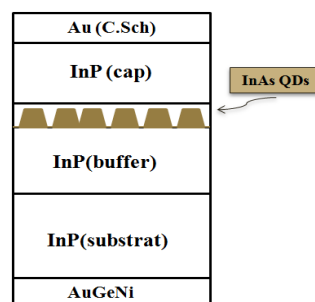 Au (C.Sch)
InP (cap)
InAs QDs
InP(buffer)
InP(substrat)
AuGeNi